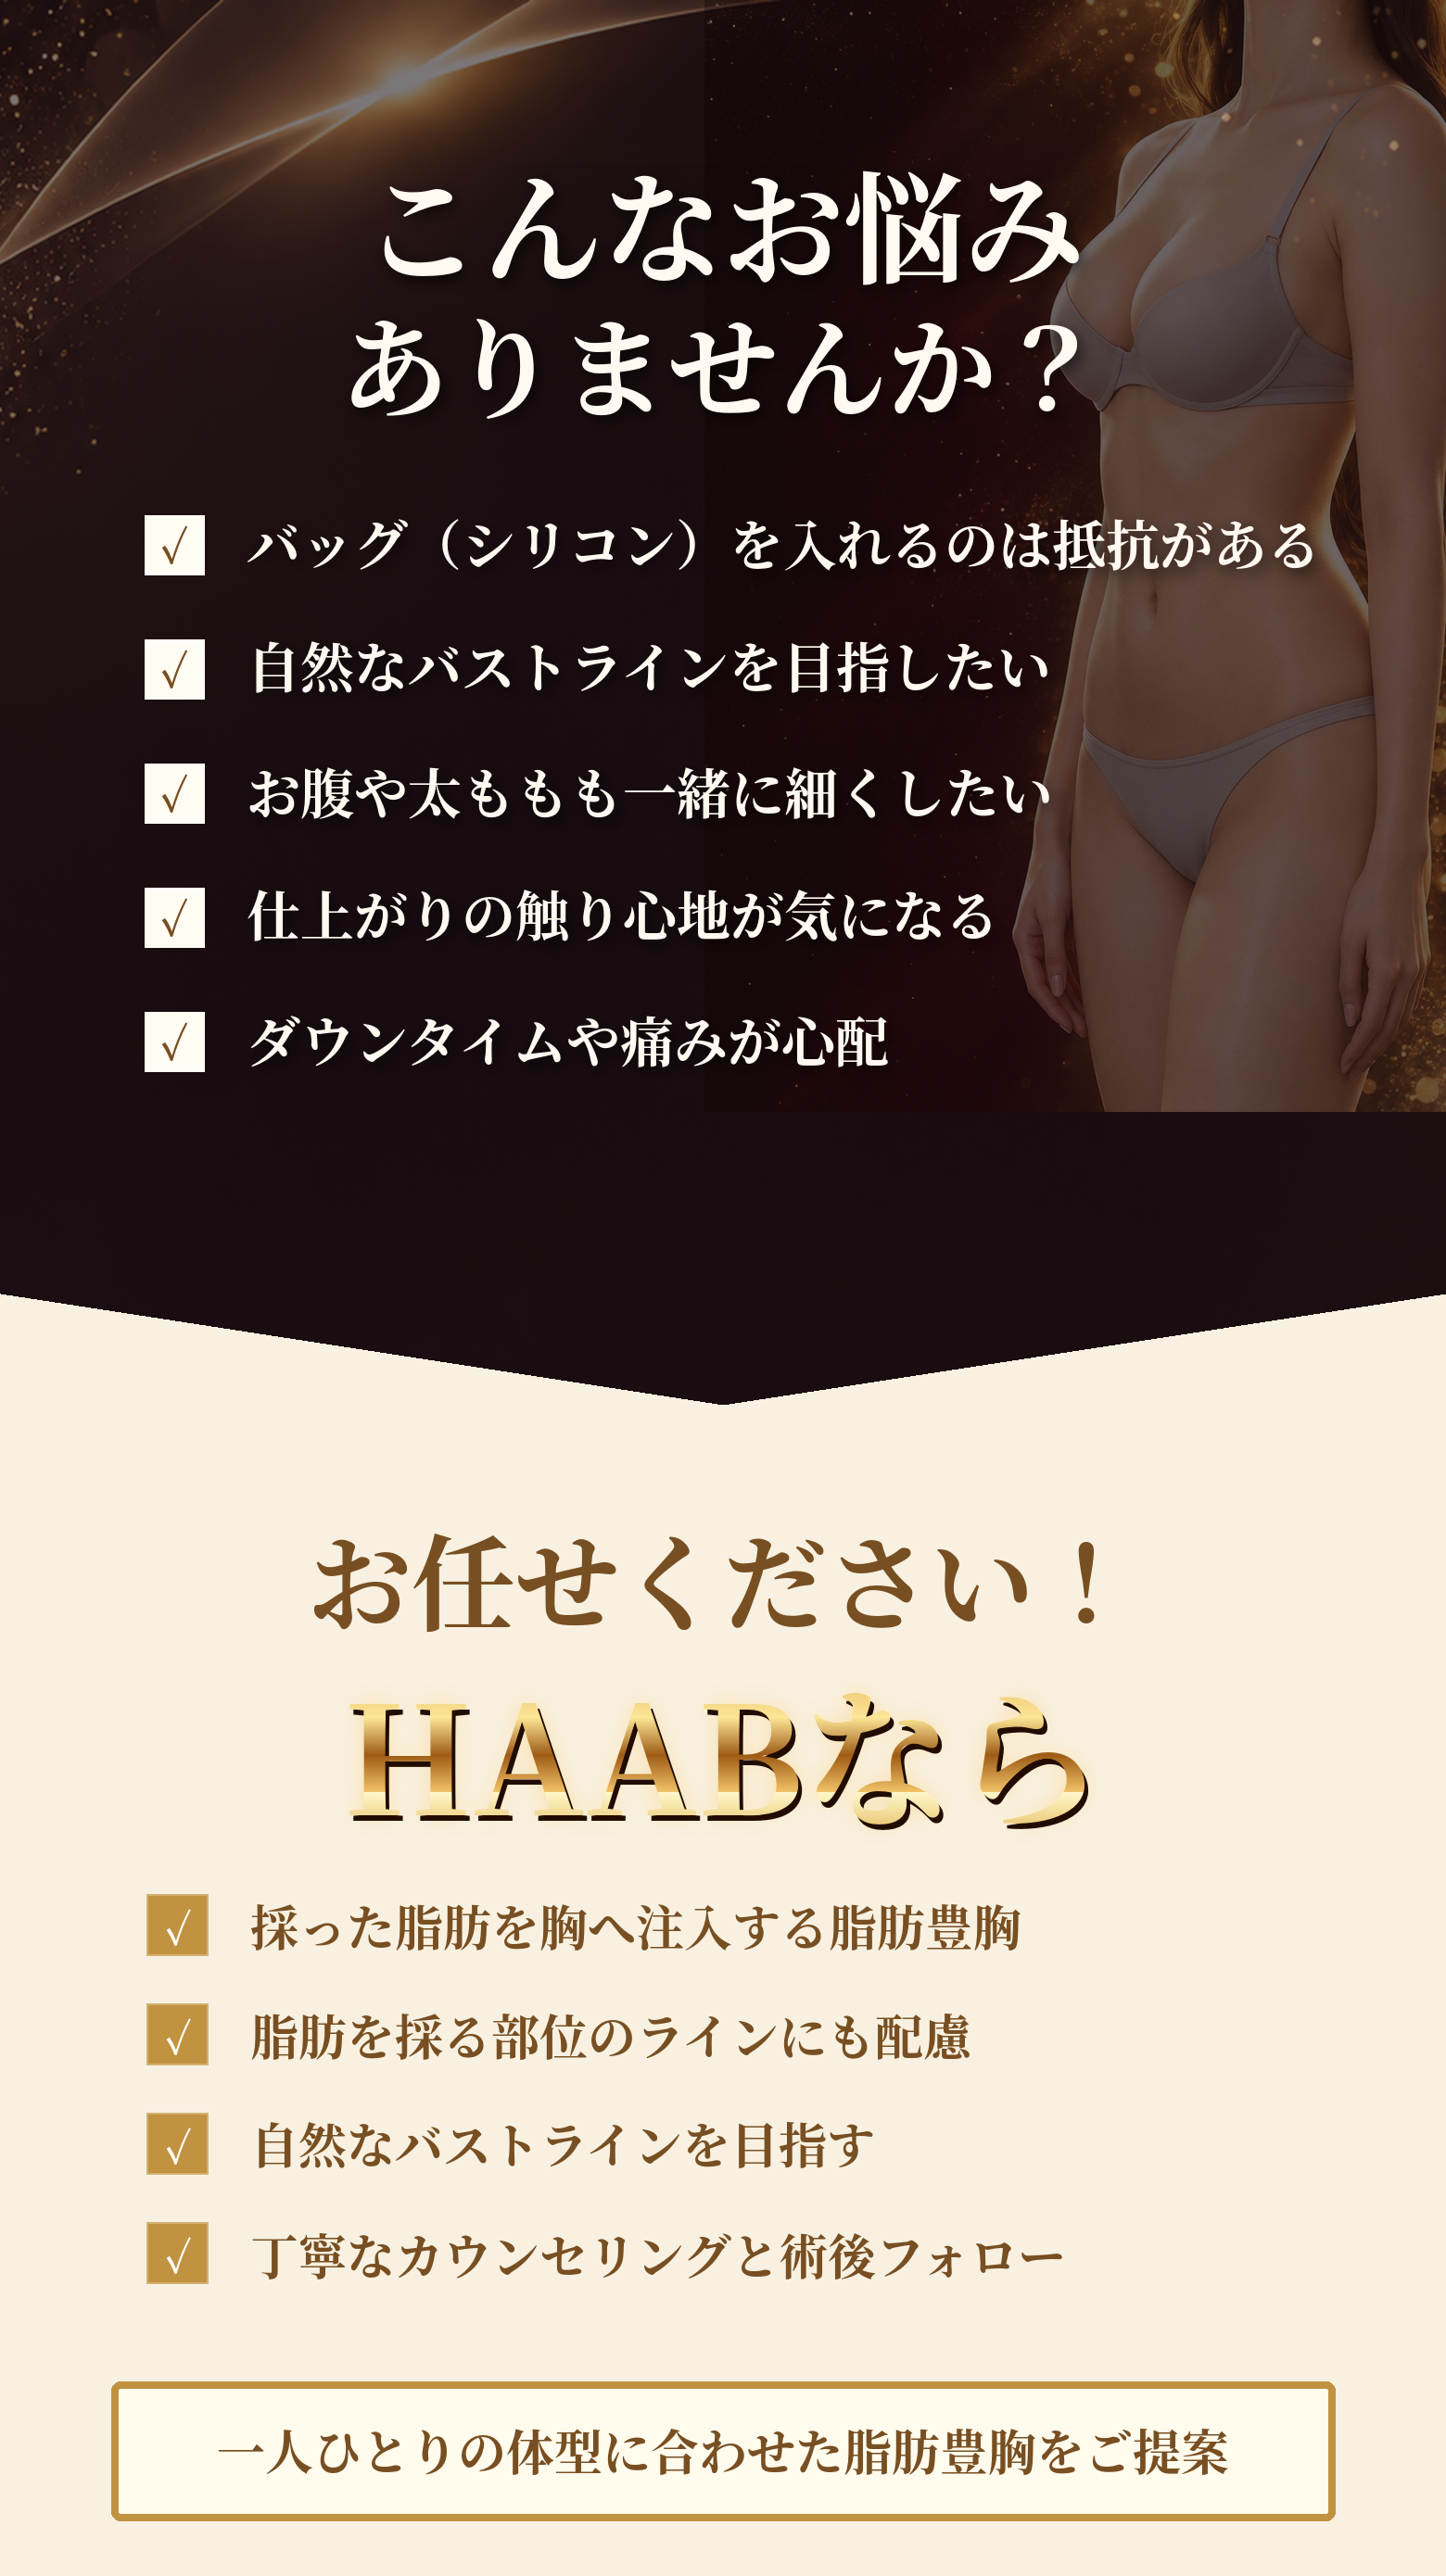 こんなお悩み
ありませんか？
✓ バッグ（シリコン）を入れるのは抵抗がある
✓ 自然なバストラインを目指したい
✓ お腹や太ももも一緒に細くしたい
✓ 仕上がりの触り心地が気になる
✓ ダウンタイムや痛みが心配
お任せください！
HAABなら
✓ 採った脂肪を胸へ注入する脂肪豊胸
✓ 脂肪を採る部位のラインにも配慮
✓ 自然なバストラインを目指す
✓ 丁寧なカウンセリングと術後フォロー
一人ひとりの体型に合わせた脂肪豊胸をご提案